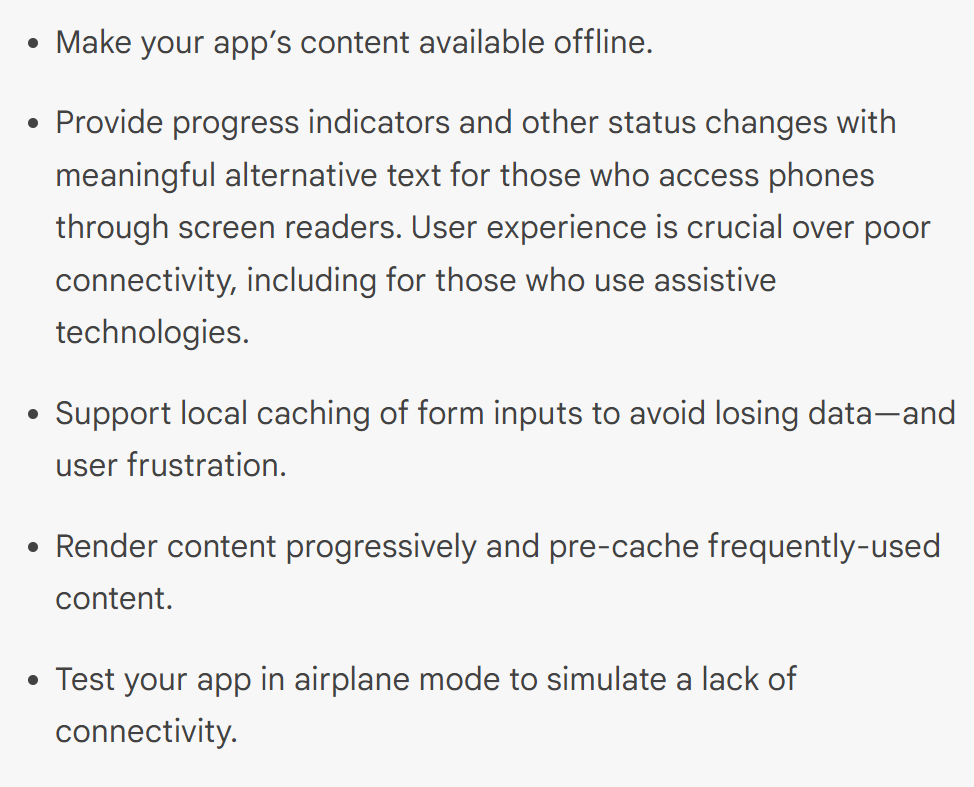 • Make your app’s content available offline.
• Provide progress indicators and other status changes with
meaningful alternative text for those who access phones
through screen readers. User experience is crucial over poor
connectivity, including for those who use assistive
technologies.
• Support local caching of form inputs to avoid losing data—and
user frustration.
• Render content progressively and pre-cache frequently-used
content.
• Test your app in airplane mode to simulate a lack of
connectivity.